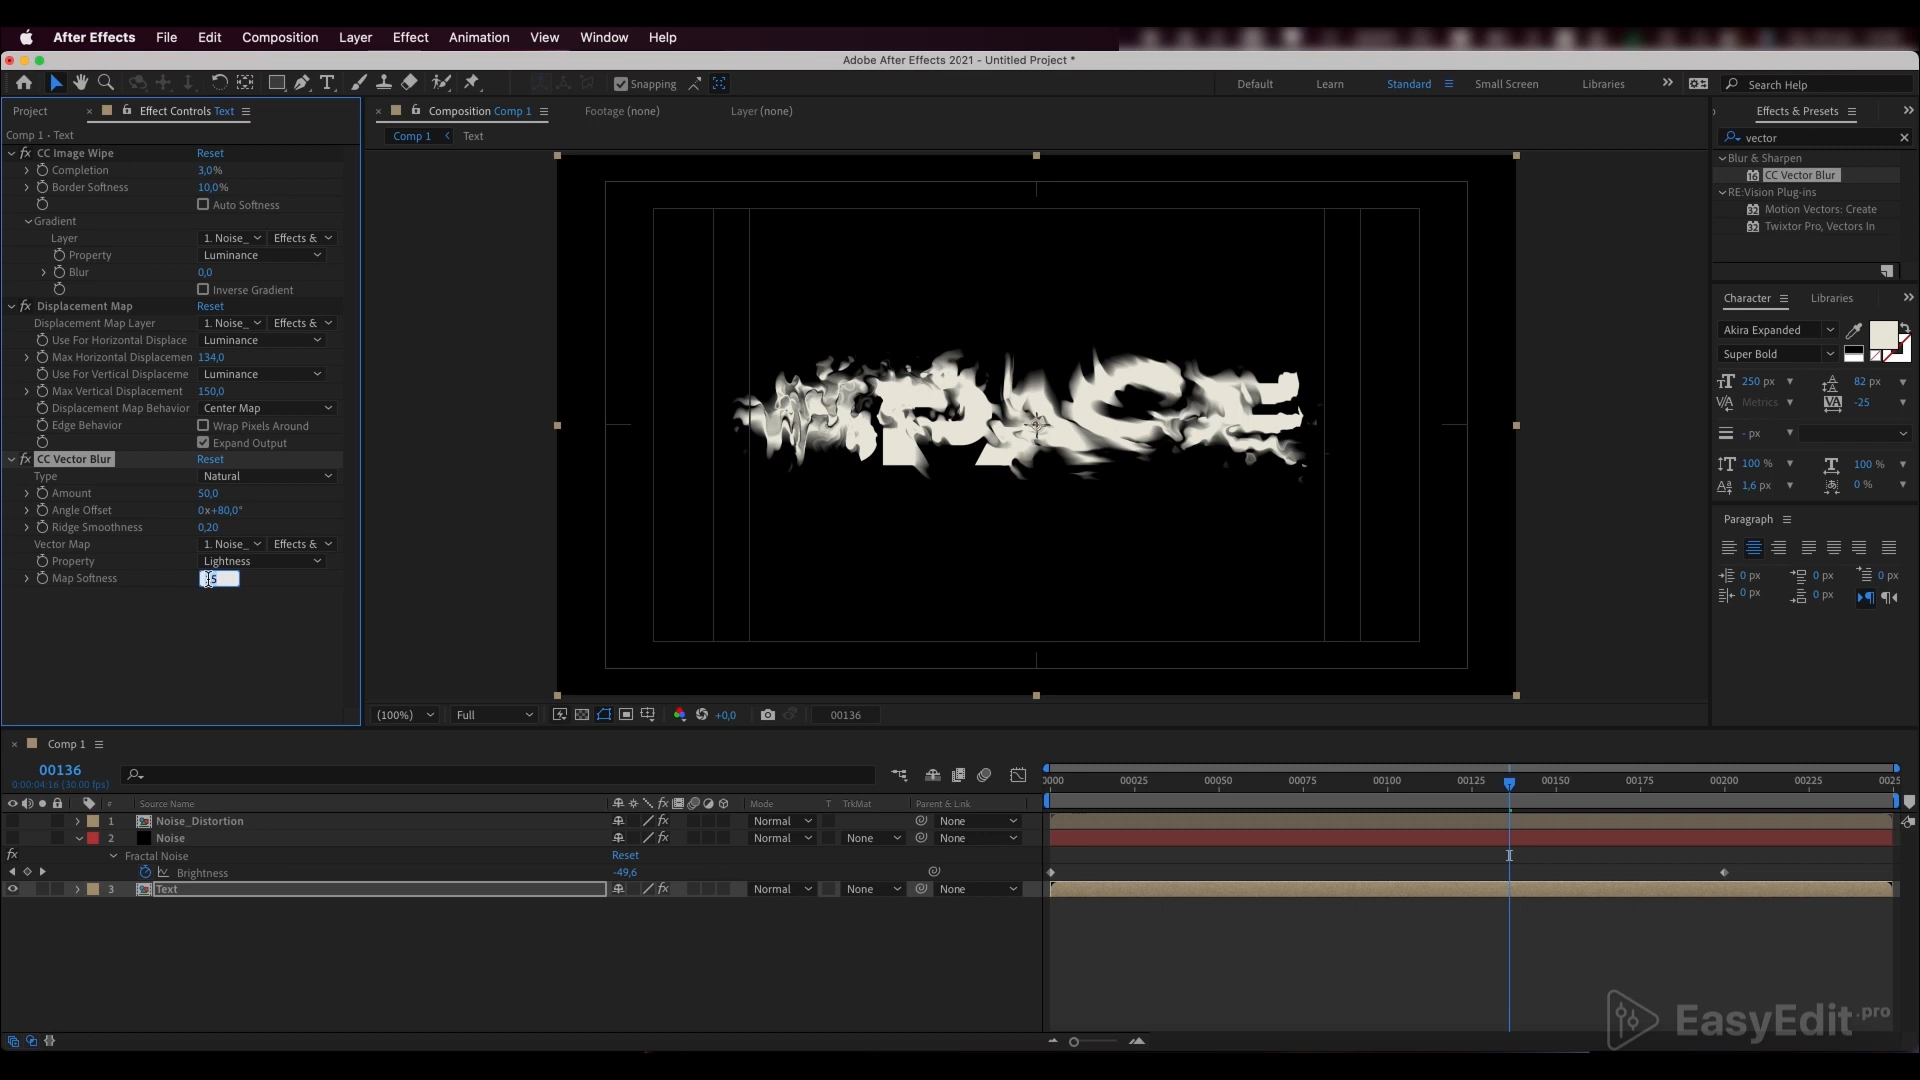 After Effects File Edit Composition Layer Effect Animation View Window Help
Adobe After Effects 2021 - Untitled Project *
Snapping Default Learn Standard Small Screen Libraries Search Help
Project Effect Controls Text Composition Comp 1 Footage (none) Layer (none) Effects & Presets
Comp 1 • Text Comp 1 Text vector
CC Image Wipe Reset
Completion 3,0%
Border Softness 10,0%
Auto Softness
Gradient
Layer 1. Noise_ Effects &
Property Luminance
Blur 0,0
Inverse Gradient
Displacement Map Reset
Displacement Map Layer 1. Noise_ Effects &
Use For Horizontal Displace Luminance
Max Horizontal Displacemen 134,0
Use For Vertical Displaceme Luminance
Max Vertical Displacement 150,0
Displacement Map Behavior Center Map
Edge Behavior Wrap Pixels Around
Expand Output
CC Vector Blur Reset
Type Natural
Amount 50,0
Angle Offset 0x+80,0°
Ridge Smoothness 0,20
Vector Map 1. Noise_ Effects &
Property Lightness
Map Softness
Blur & Sharpen
CC Vector Blur
RE:Vision Plug-ins
Motion Vectors: Create
Twixtor Pro, Vectors In
Character Libraries
Akira Expanded
Super Bold
250 px 82 px
Metrics -25
- px
100 % 100 %
1,6 px 0 %
Paragraph
0 px 0 px 0 px
0 px 0 px
(100%) Full +0,0 00136
Comp 1
00136
0:00:04:16 (30.00 fps)
0000 00025 00050 00075 00100 00125 00150 00175 00200 00225 0025
# Source Name Mode T TrkMat Parent & Link
1 Noise_Distortion Normal None
2 Noise Normal None None
Fractal Noise Reset
Brightness -49,6
3 Text Normal None None
EasyEdit.pro